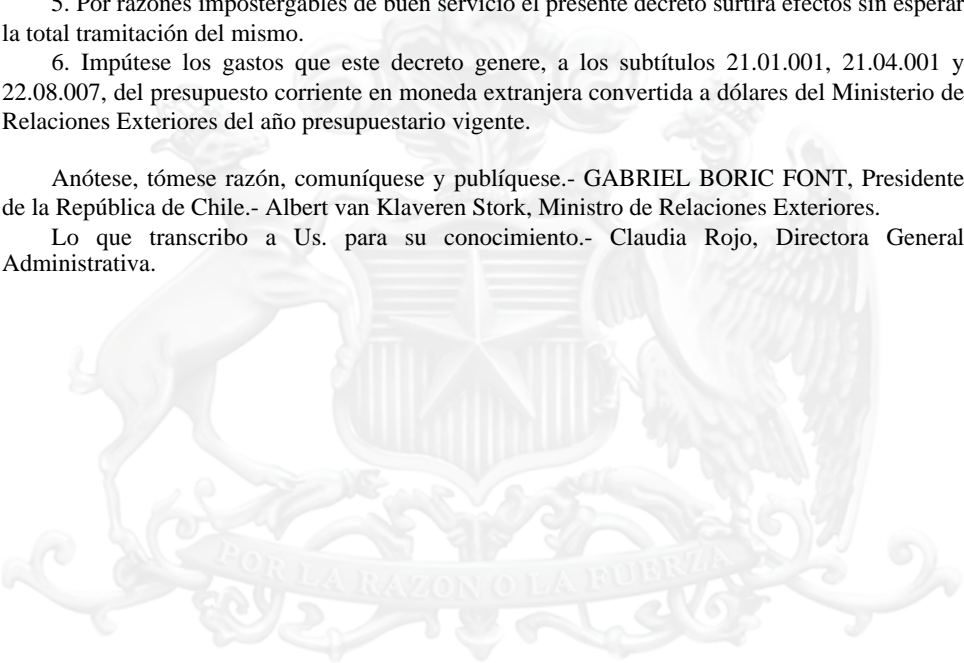 5. Por razones impostergables de buen servicio el presente decreto surtirá efectos sin esperar
la total tramitación del mismo.
6. Impútese los gastos que este decreto genere, a los subtítulos 21.01.001, 21.04.001 y
22.08.007, del presupuesto corriente en moneda extranjera convertida a dólares del Ministerio de
Relaciones Exteriores del año presupuestario vigente.
Anótese, tómese razón, comuníquese y publíquese.- GABRIEL BORIC FONT, Presidente
de la República de Chile.- Albert van Klaveren Stork, Ministro de Relaciones Exteriores.
Lo que transcribo a Us. para su conocimiento.- Claudia Rojo, Directora General
Administrativa.
POR LA RAZON O LA FUERZA